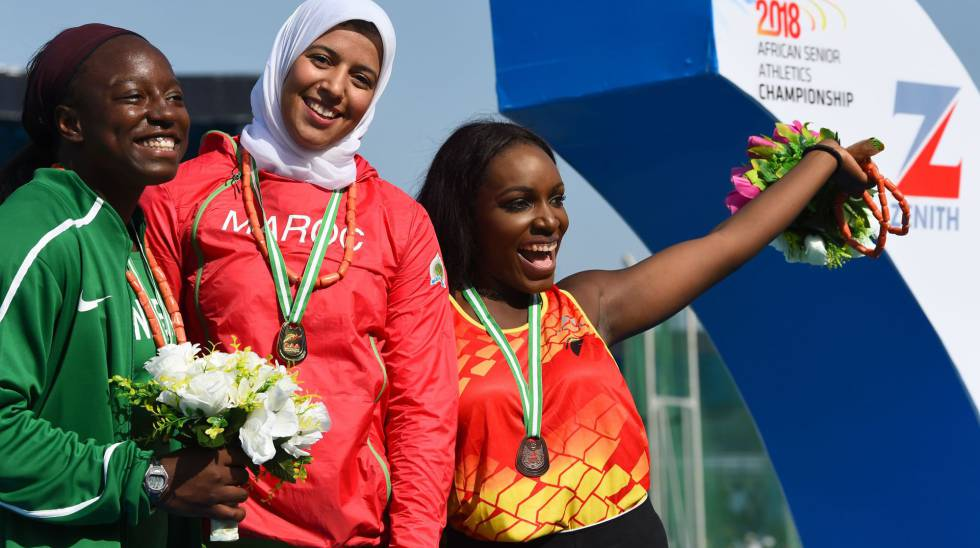 2018
AFRICAN SENIOR
ATHLETICS
CHAMPIONSHIP
ZENITH
MAROC